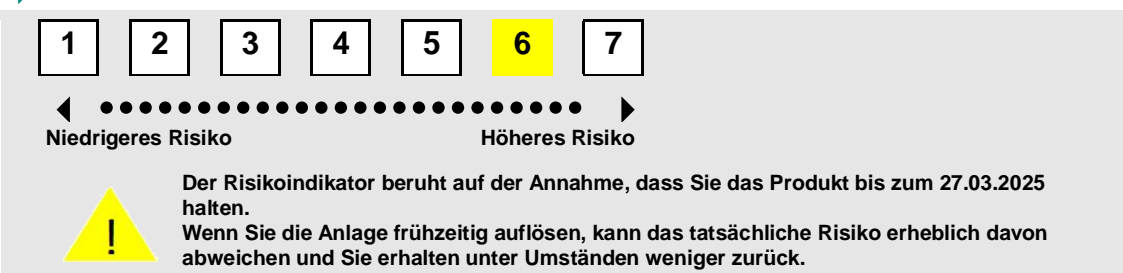 1 2 3 4 5 6 7
Niedrigeres Risiko Höheres Risiko
Der Risikoindikator beruht auf der Annahme, dass Sie das Produkt bis zum 27.03.2025
halten.
Wenn Sie die Anlage frühzeitig auflösen, kann das tatsächliche Risiko erheblich davon
abweichen und Sie erhalten unter Umständen weniger zurück.
!